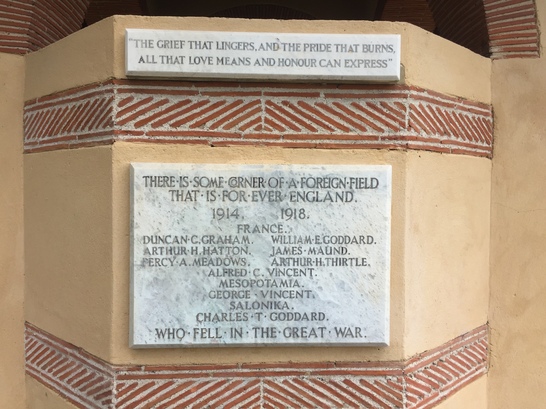 "THE GRIEF THAT LINGERS, AND THE PRIDE THAT BURNS,
ALL THAT LOVE MEANS AND HONOUR CAN EXPRESS"
THERE·IS·SOME·CORNER·OF·A·FOREIGN·FIELD
THAT·IS·FOR·EVER·ENGLAND.
1914. 1918.
FRANCE.
DUNCAN·C·GRAHAM. WILLIAM·E·GODDARD.
ARTHUR·H·HATTON. JAMES·MAUND.
PERCY·A·MEADOWS. ARTHUR·H·THIRTLE.
ALFRED·C·VINCENT.
MESOPOTAMIA.
GEORGE·VINCENT.
SALONIKA.
CHARLES·T·GODDARD.
WHO·FELL·IN·THE·GREAT·WAR.